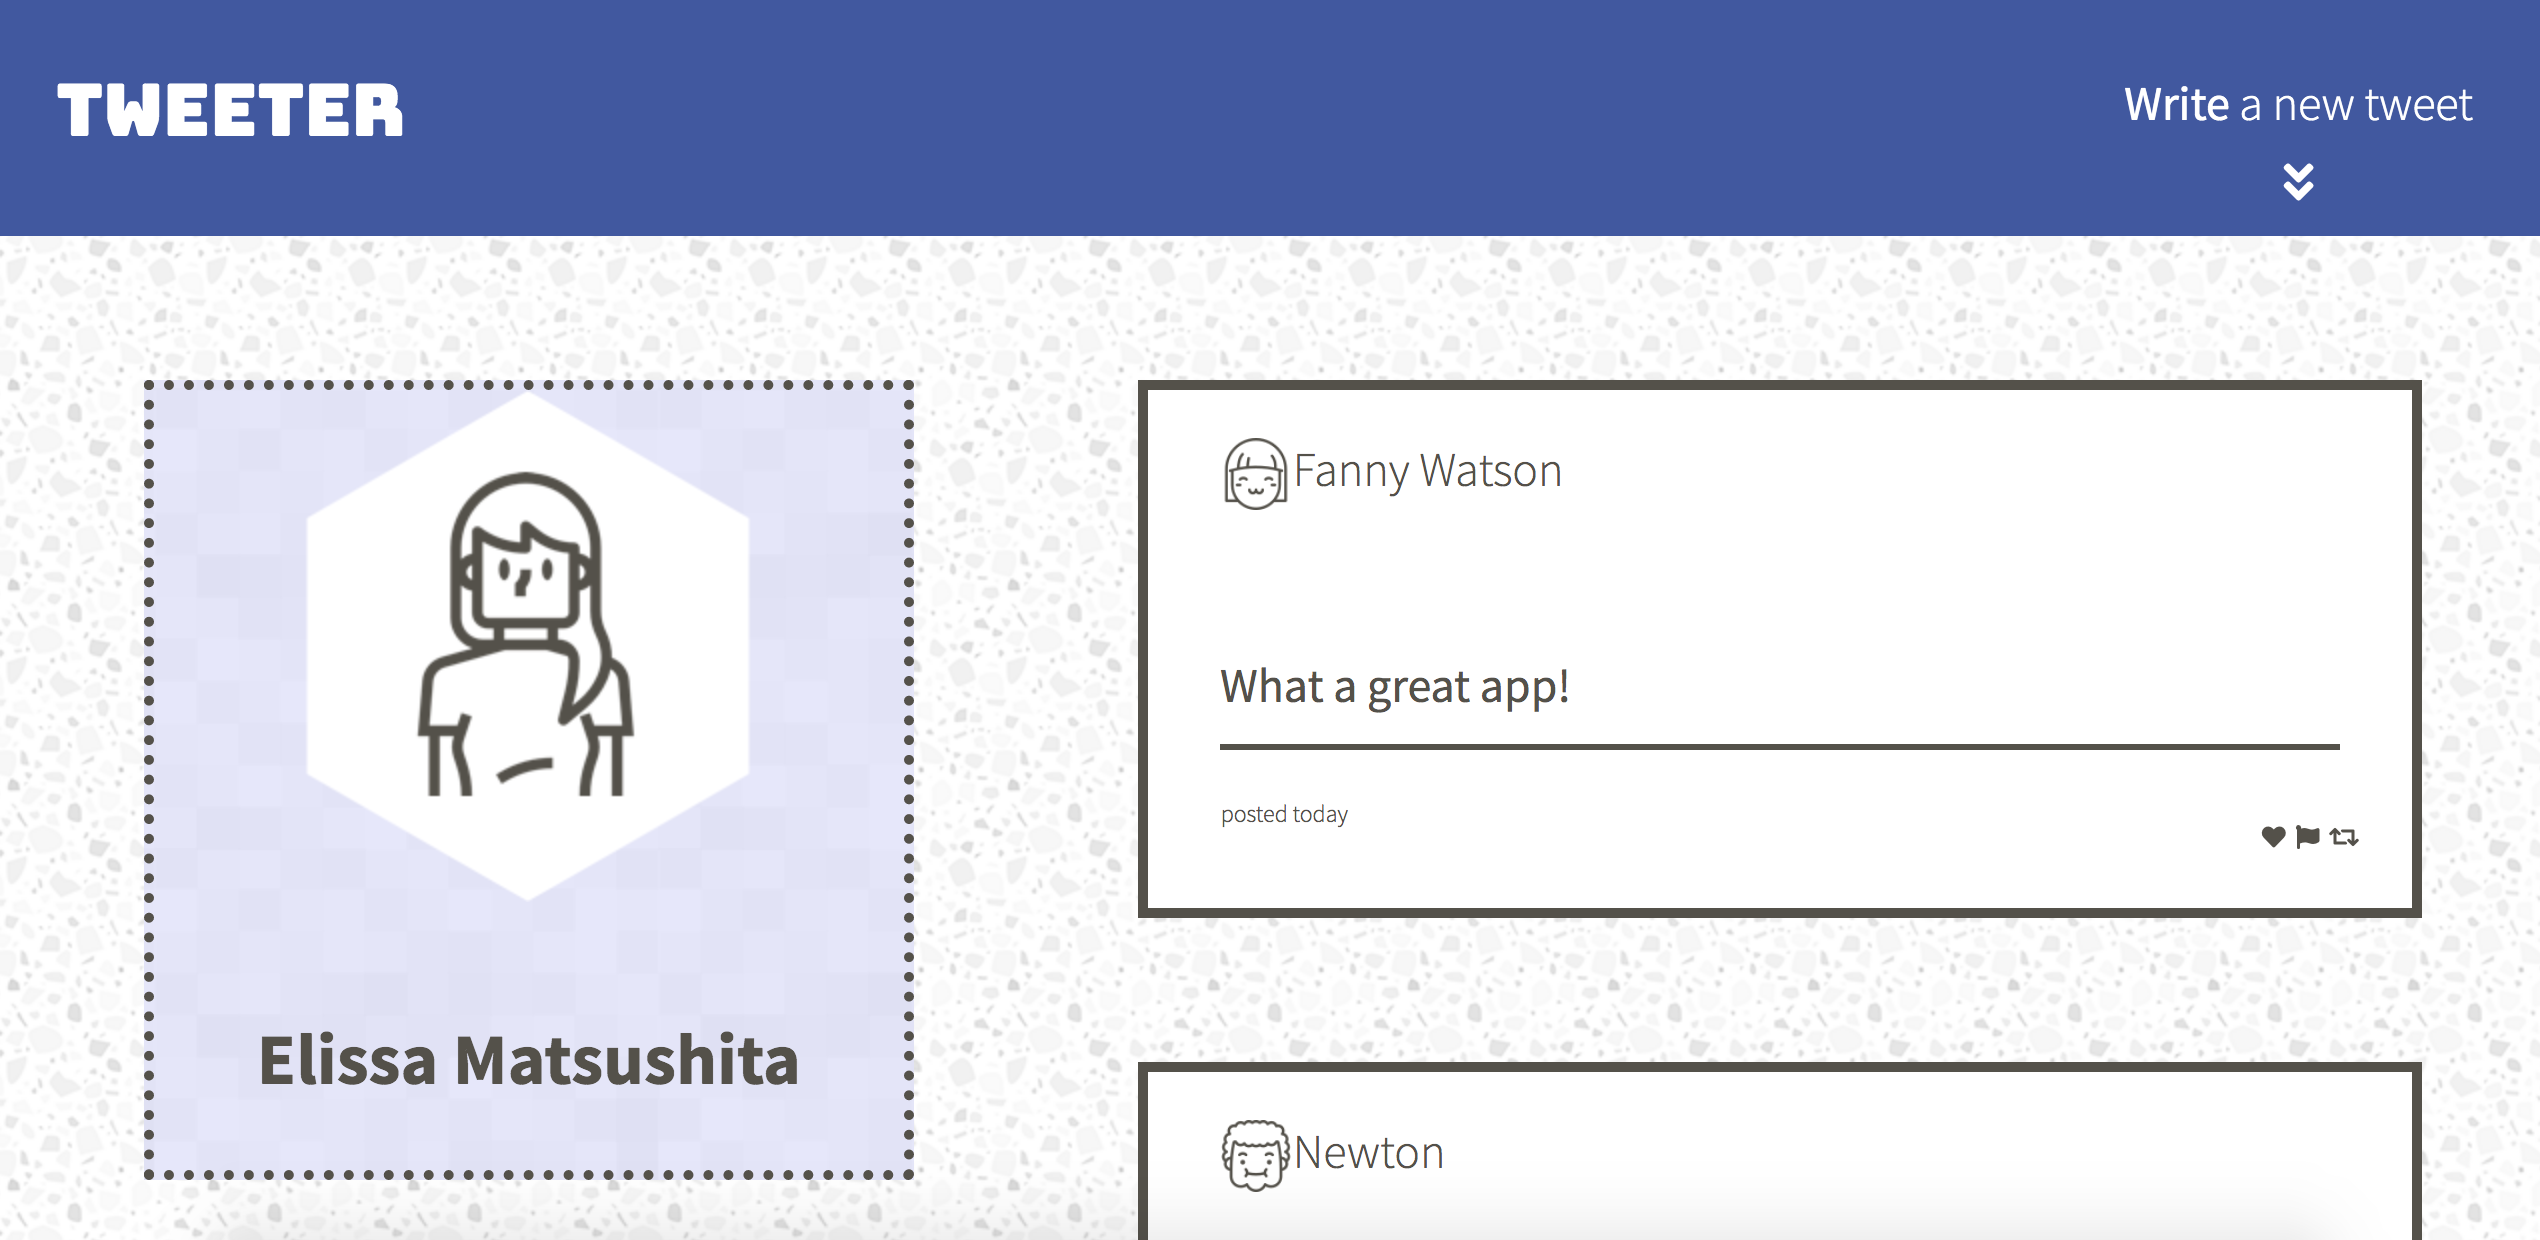 TWEETER
Write a new tweet
Elissa Matsushita
Fanny Watson
What a great app!
posted today
Newton